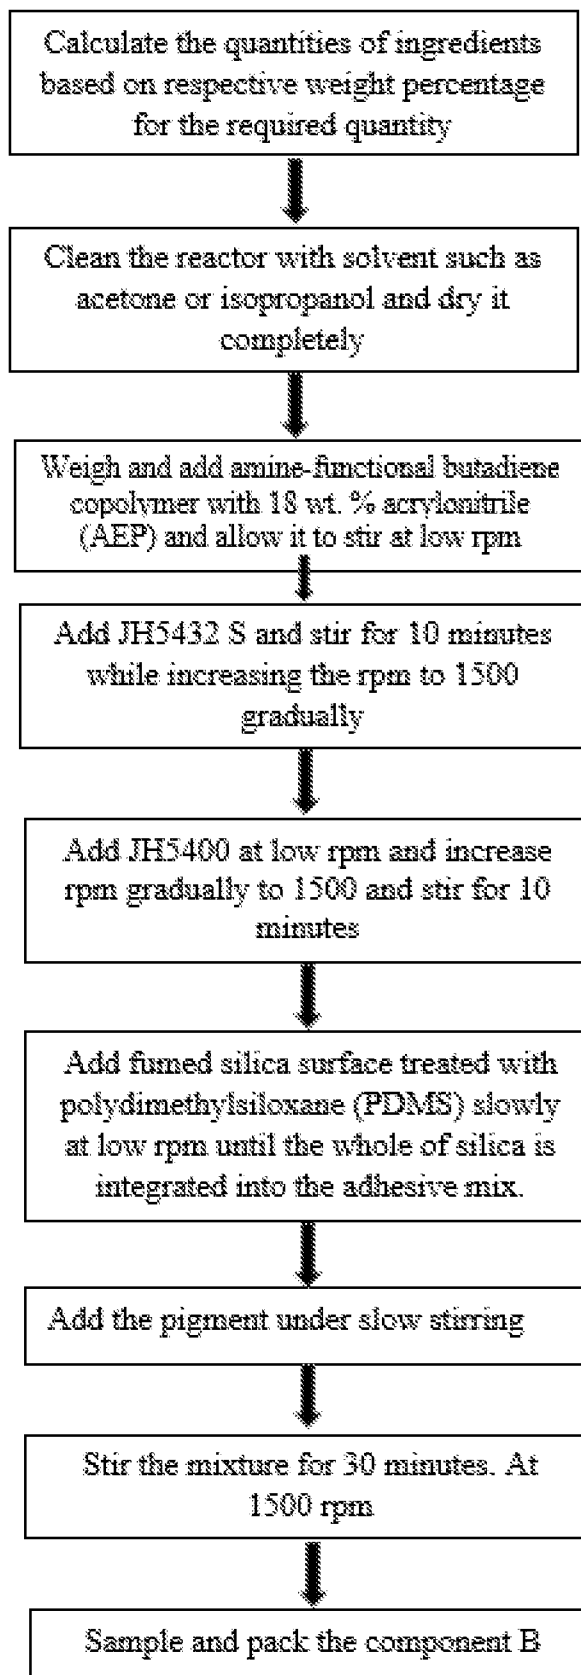 Calculate the quantities of ingredients
based on respective weight percentage
for the required quantity
Clean the reactor with solvent such as
acetone or isopropanol and dry it
completely
Weigh and add amine-functional butadiene
copolymer with 18 wt. % acrylonitrile
(AEP) and allow it to stir at low rpm
Add JH5432 S and stir for 10 minutes
while increasing the rpm to 1500
gradually
Add JH5400 at low rpm and increase
rpm gradually to 1500 and stir for 10
minutes
Add fumed silica surface treated with
polydimethylsiloxane (PDMS) slowly
at low rpm until the whole of silica is
integrated into the adhesive mix.
Add the pigment under slow stirring
Stir the mixture for 30 minutes. At
1500 rpm
Sample and pack the component B